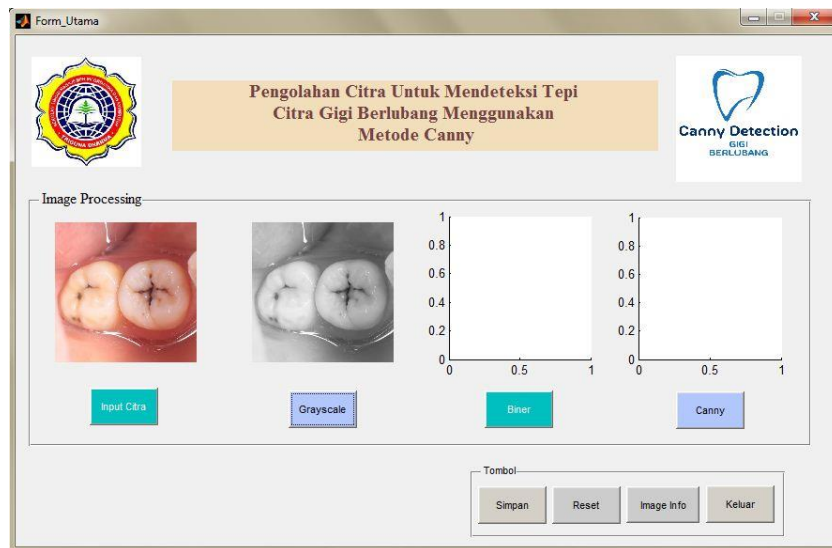 Form_Utama
Pengolahan Citra Untuk Mendeteksi Tepi
Citra Gigi Berlubang Menggunakan
Metode Canny
Canny Detection
GIGI
BERLUBANG
Image Processing
1
0.8
0.6
0.4
0.2
0
0 0.5 1
1
0.8
0.6
0.4
0.2
0
0 0.5 1
Input Citra
Grayscale
Biner
Canny
Tombol
Simpan
Reset
Image Info
Keluar